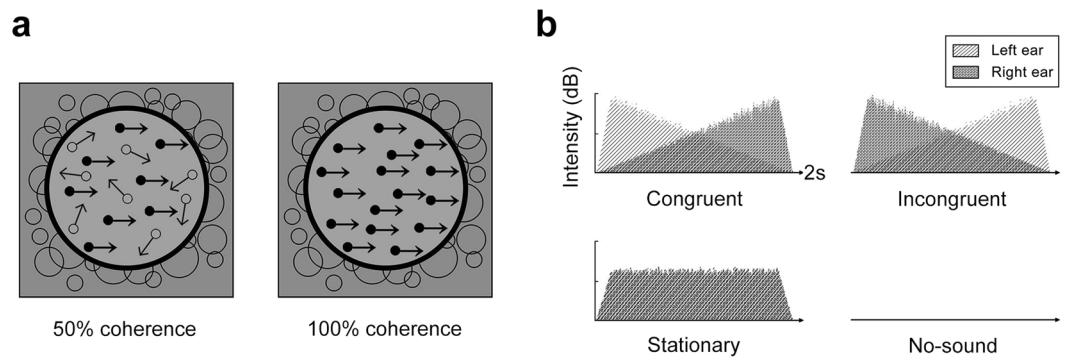 a
50% coherence
100% coherence
b
Left ear
Right ear
Intensity (dB)
2s
Congruent
Incongruent
Stationary
No-sound